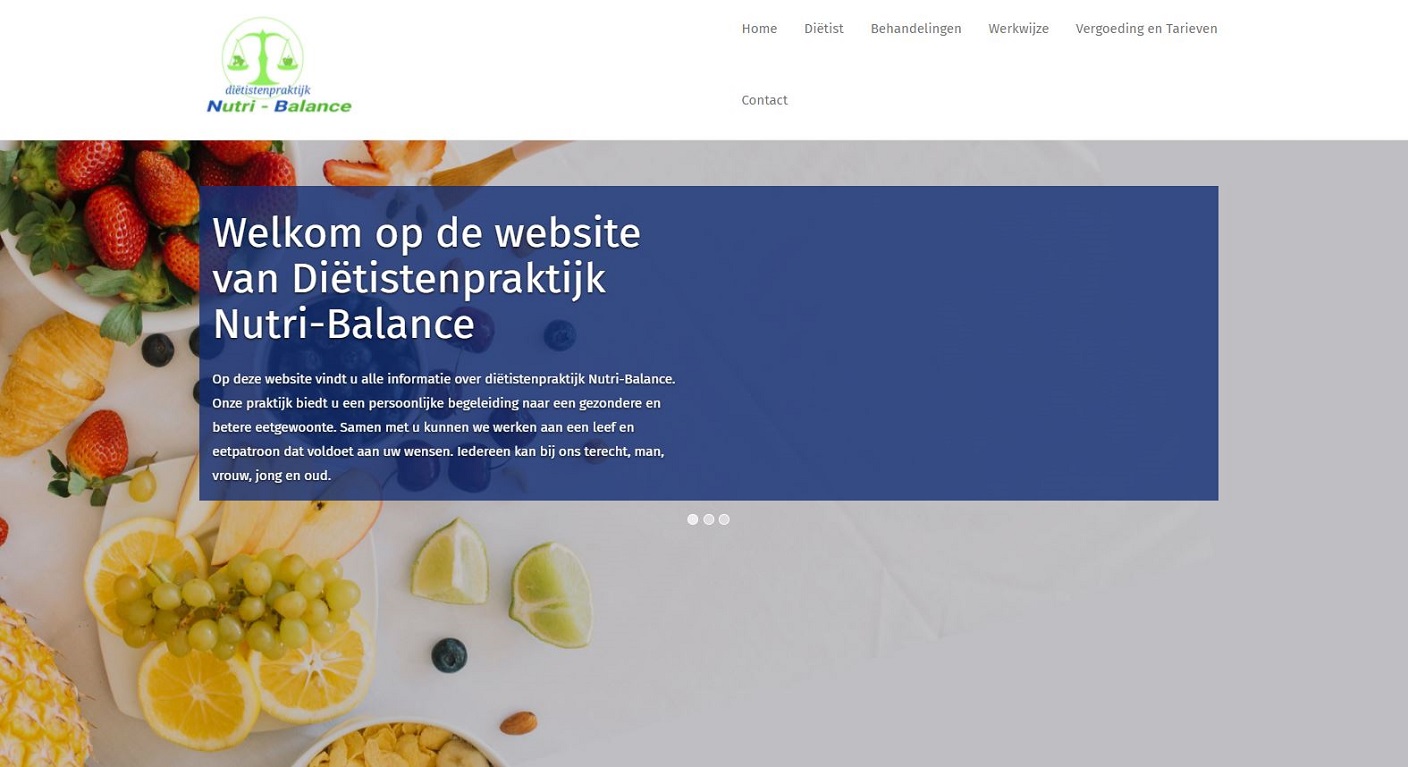 diëtistenpraktijk
Nutri - Balance
Home Diëtist Behandelingen Werkwijze Vergoeding en Tarieven
Contact
Welkom op de website
van Diëtistenpraktijk
Nutri-Balance
Op deze website vindt u alle informatie over diëtistenpraktijk Nutri-Balance.
Onze praktijk biedt u een persoonlijke begeleiding naar een gezondere en
betere eetgewoonte. Samen met u kunnen we werken aan een leef en
eetpatroon dat voldoet aan uw wensen. Iedereen kan bij ons terecht, man,
vrouw, jong en oud.